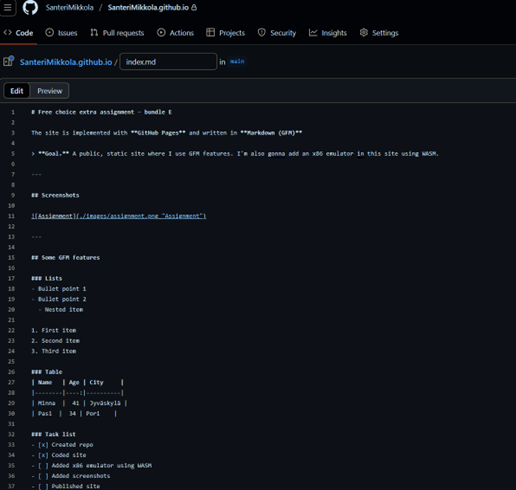 SanteriMikkola / SanteriMikkola.github.io
Code Issues Pull requests Actions Projects Security Insights Settings
SanteriMikkola.github.io / index.md in main
Edit Preview
1 # Free choice extra assignment – bundle E
2
3 The site is implemented with **GitHub Pages** and written in **Markdown (GFM)**
4
5 > **Goal.** A public, static site where I use GFM features. I'm also gonna add an x86 emulator in this site using WASM.
6
7 ---
8
9 ## Screenshots
10
11 ![Assignment](./images/assignment.png "Assignment")
12
13 ---
14
15 ## Some GFM features
16
17 ### Lists
18 - Bullet point 1
19 - Bullet point 2
20   - Nested item
21
22 1. First item
23 2. Second item
24 3. Third item
25
26 ### Table
27 | Name   | Age | City      |
28 |--------|----:|----------|
29 | Minna  |  41 | Jyväskylä |
30 | Pasi   |  34 | Pori    |
31
32 ### Task list
33 - [x] Created repo
34 - [x] Coded site
35 - [ ] Added x86 emulator using WASM
36 - [ ] Added screenshots
37 - [ ] Published site